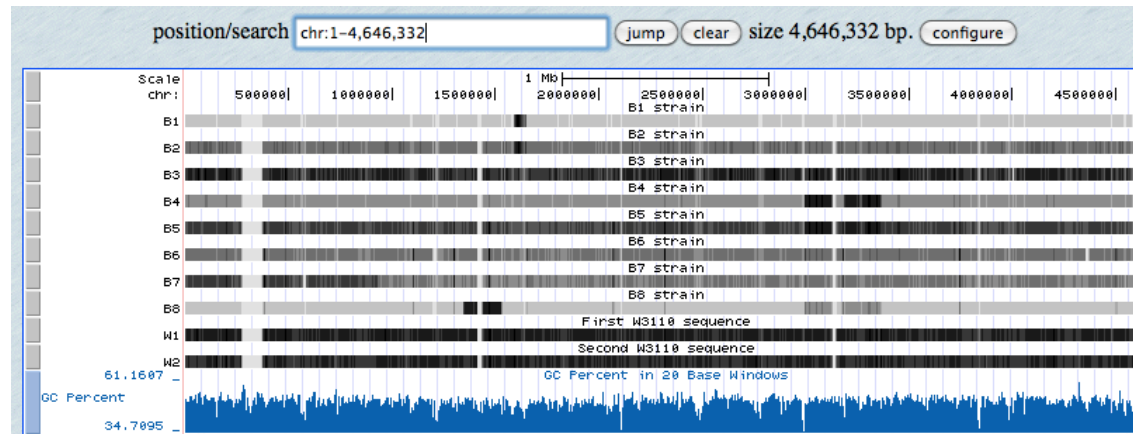 position/search chr:1-4,646,332 jump clear size 4,646,332 bp. configure
Scale 1 Mb
chr: 500000 1000000 1500000 2000000 2500000 3000000 3500000 4000000 4500000
B1 strain
B1
B2 strain
B2
B3 strain
B3
B4 strain
B4
B5 strain
B5
B6 strain
B6
B7 strain
B7
B8 strain
B8
First W3110 sequence
W1
Second W3110 sequence
W2
61.1607 _ GC Percent in 20 Base Windows
GC Percent
34.7095 _